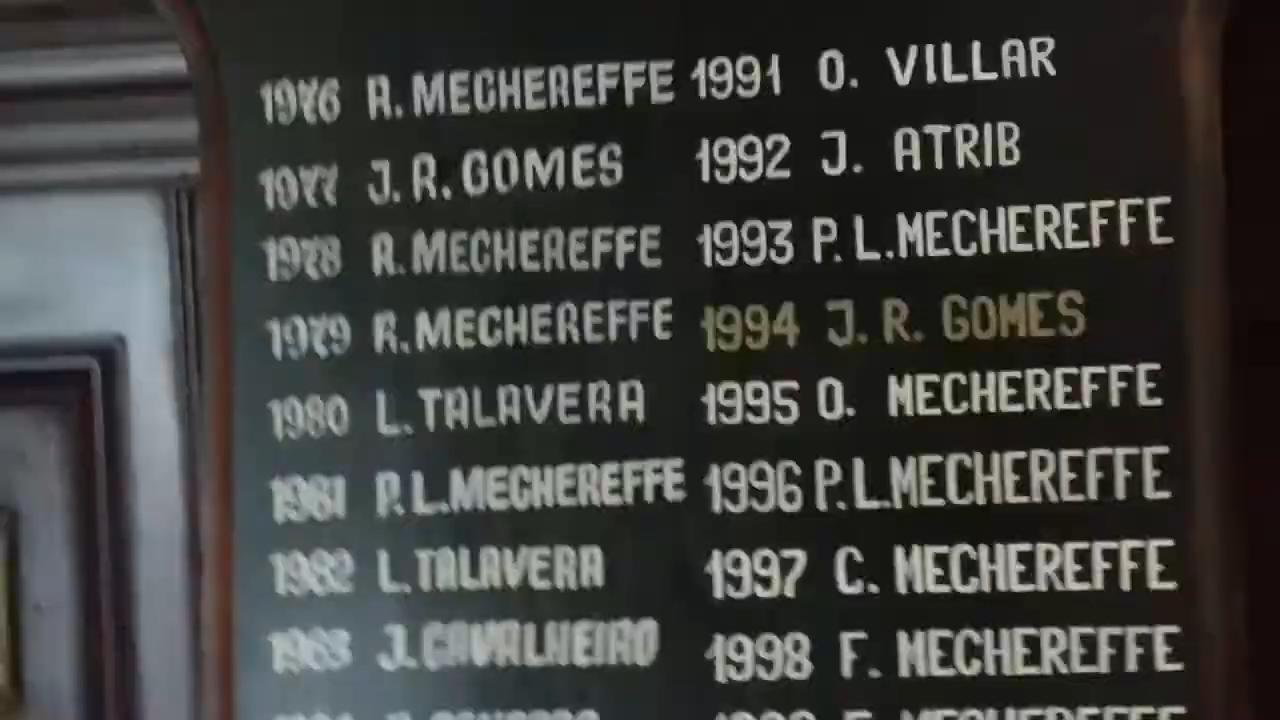 1976 R. MECHEREFFE
1977 J. R. GOMES
1978 R. MECHEREFFE
1979 R. MECHEREFFE
1980 L. TALAVERA
1981 P. L. MECHEREFFE
1982 L. TALAVERA
1983 J. CAVALHEIRO
1991 O. VILLAR
1992 J. ATRIB
1993 P. L. MECHEREFFE
1994 J. R. GOMES
1995 O. MECHEREFFE
1996 P. L. MECHEREFFE
1997 C. MECHEREFFE
1998 F. MECHEREFFE